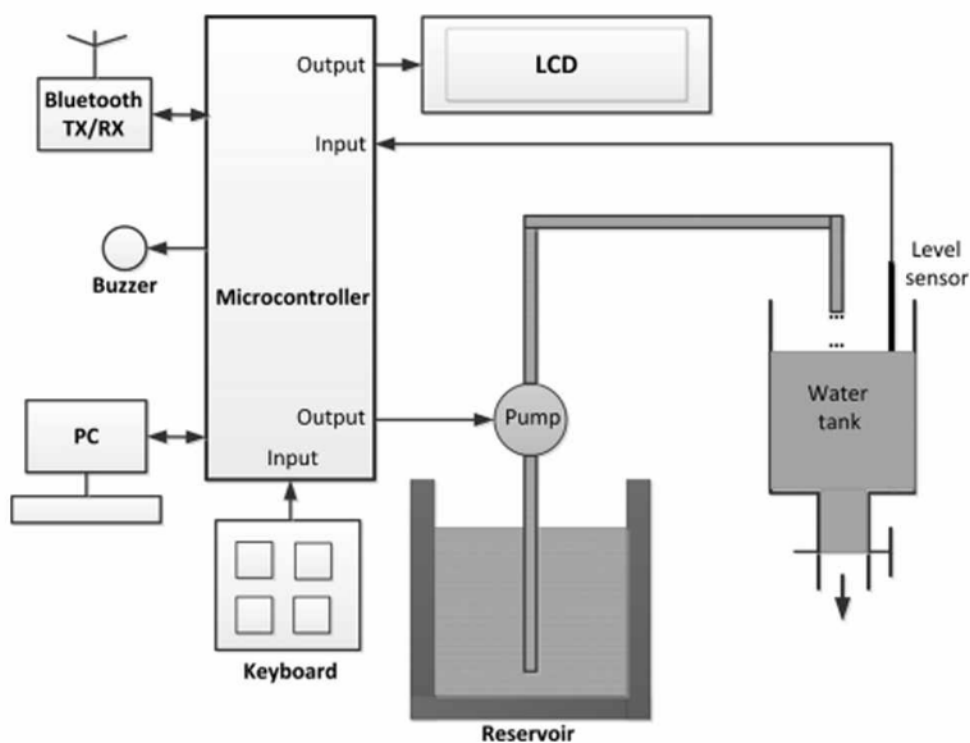 Output
LCD
Bluetooth
TX/RX
Input
Buzzer
Microcontroller
Level
sensor
Water
tank
Pump
Output
PC
Input
Keyboard
Reservoir